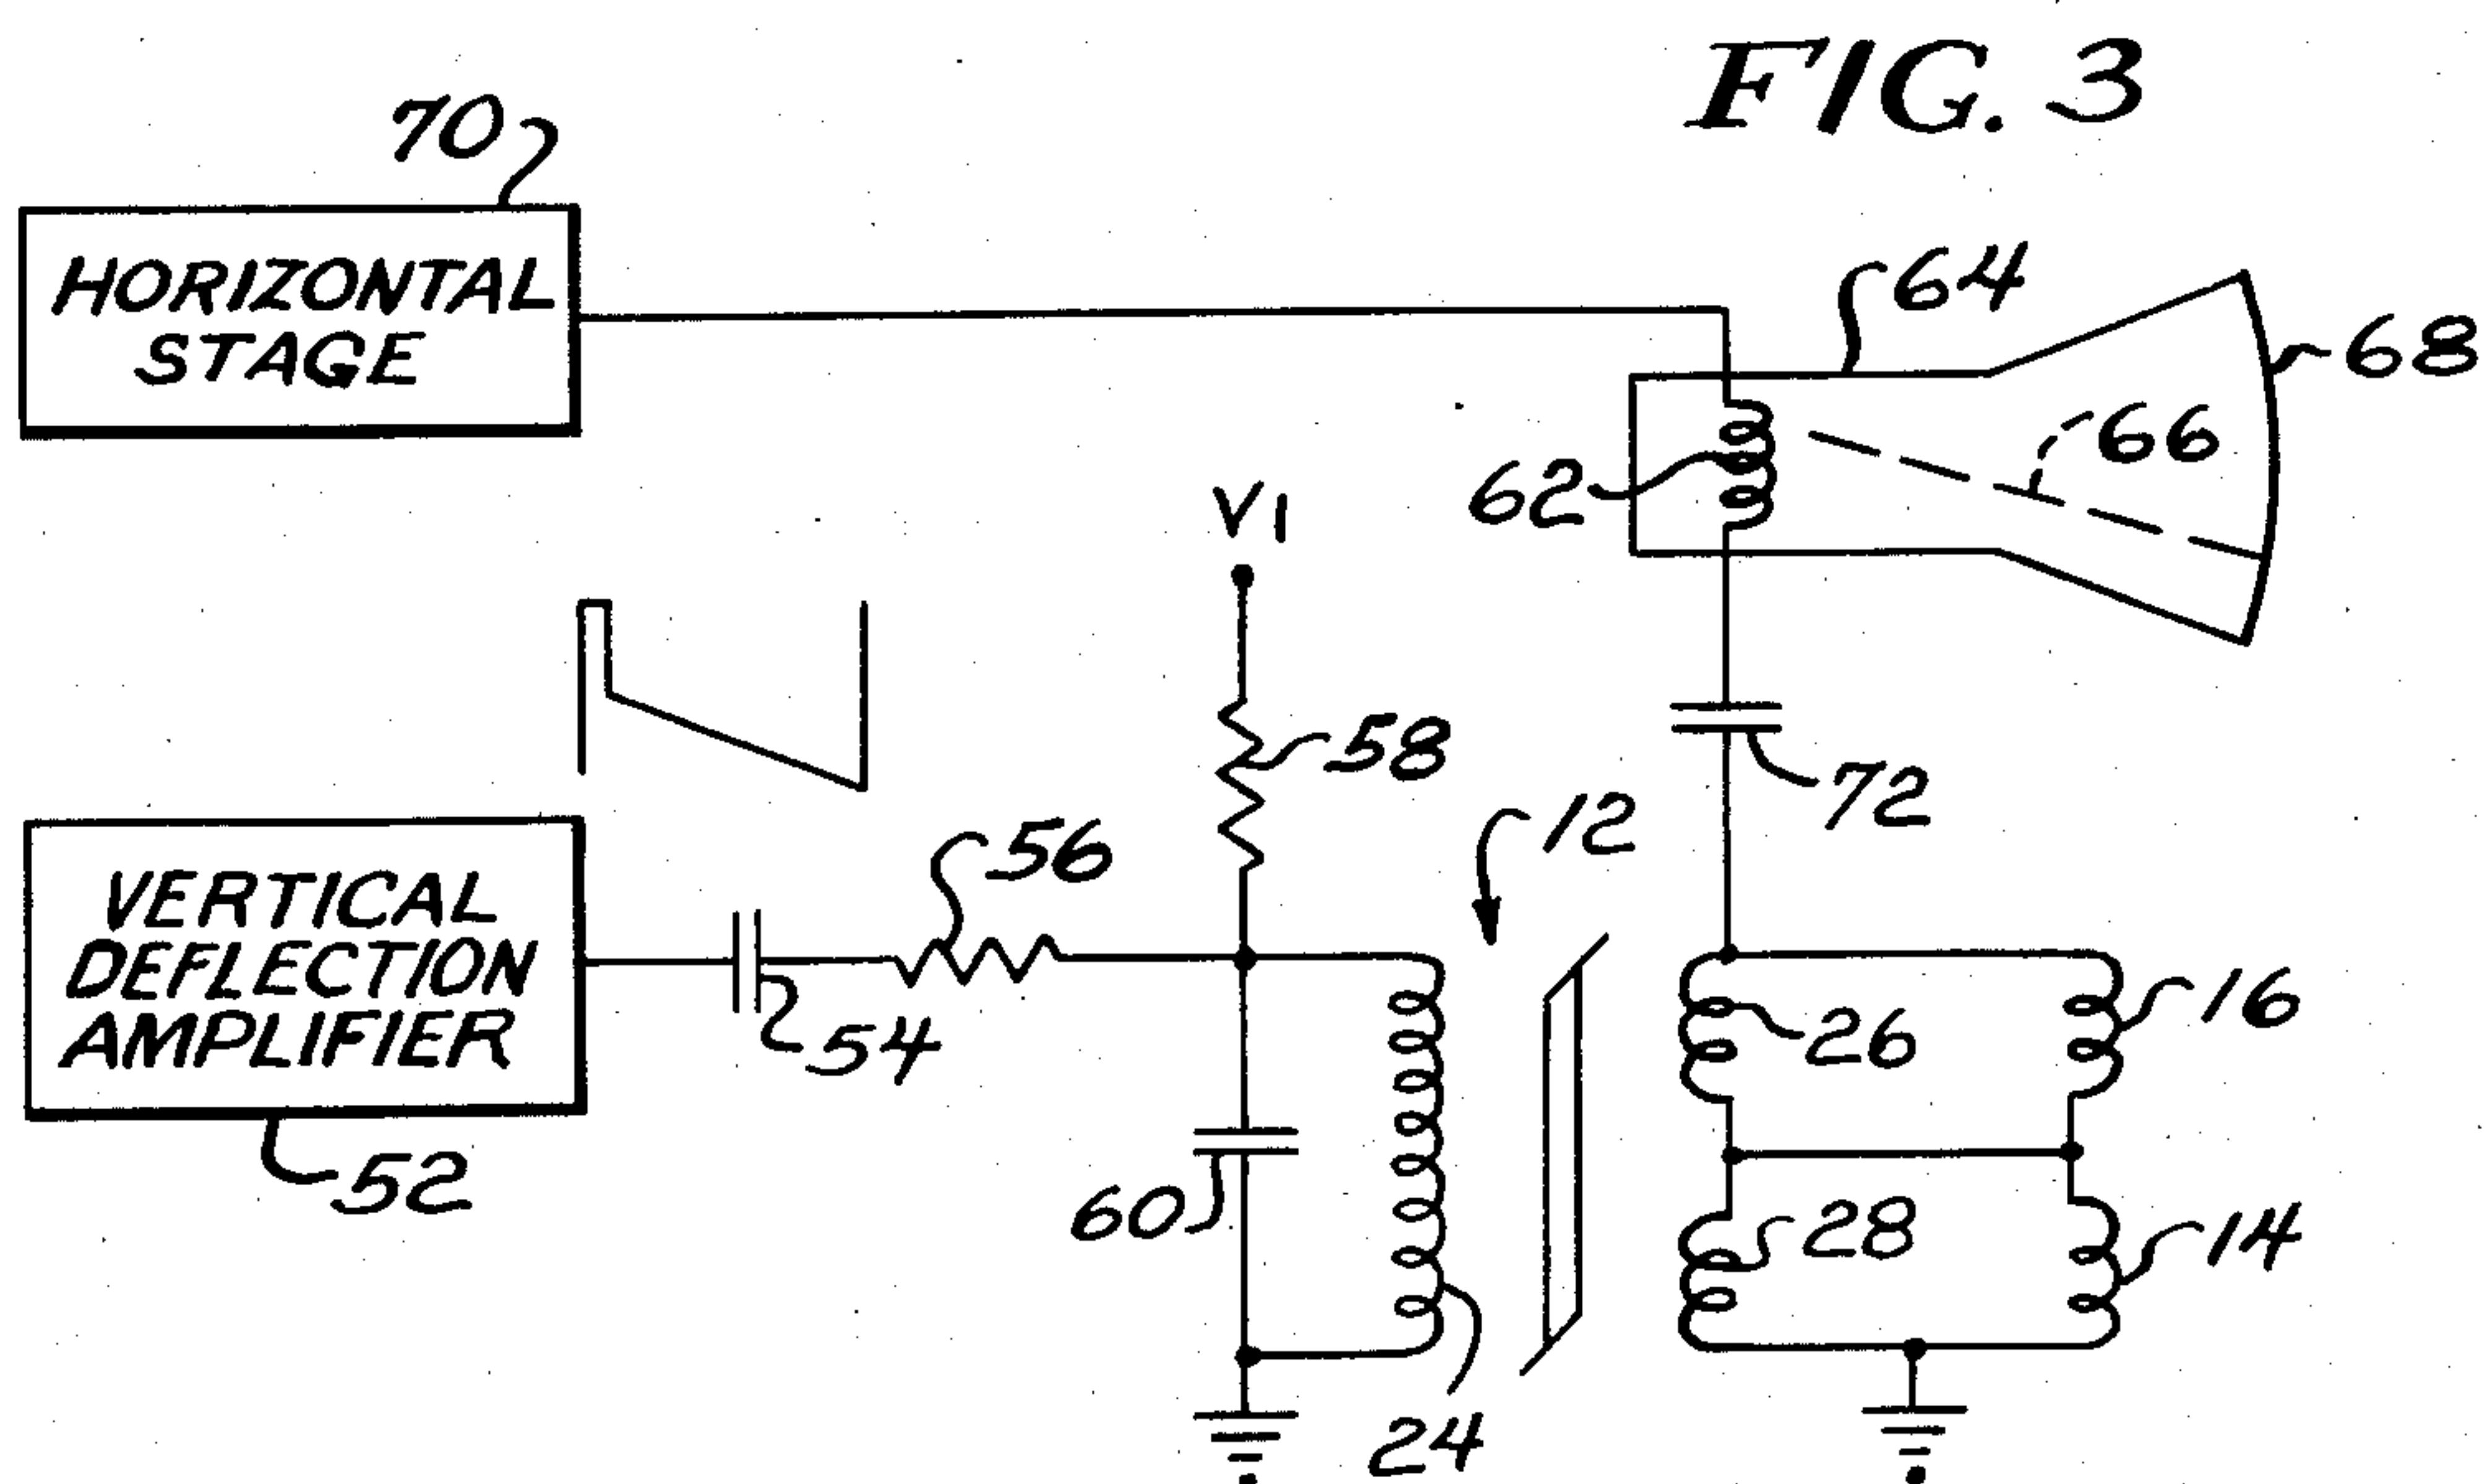 FIG. 3
70
HORIZONTAL
STAGE
64
68
66
62
V1
58
72
12
56
VERTICAL
DEFLECTION
AMPLIFIER
54
26
16
52
60
28
14
24